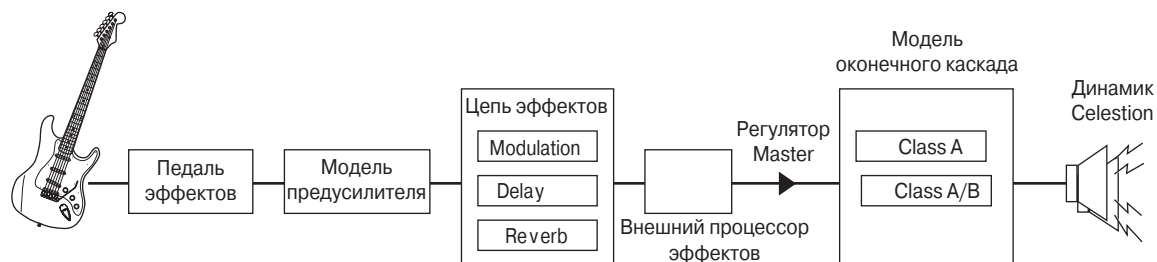 Педаль
эффектов
Модель
предусилителя
Цепь эффектов
Modulation
Delay
Reverb
Внешний процессор
эффектов
Регулятор
Master
Модель
оконечного каскада
Class A
Class A/B
Динамик
Celestion